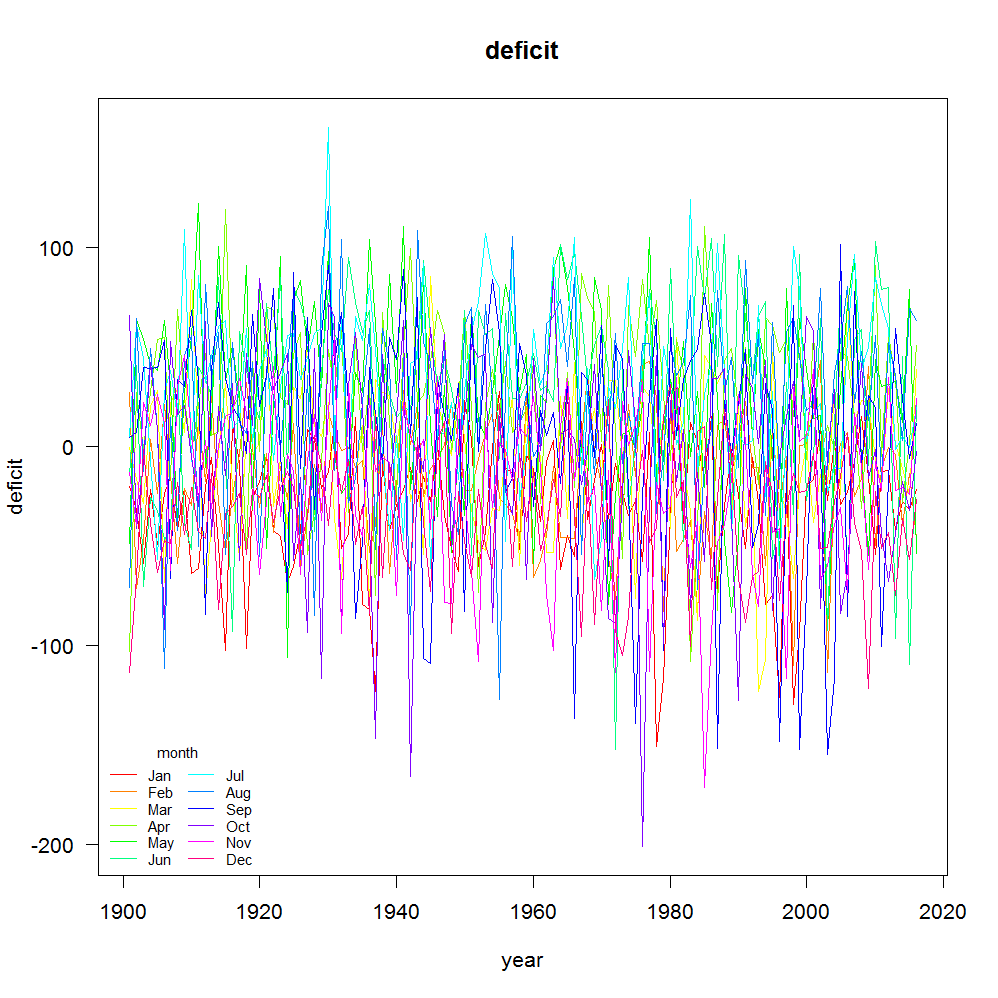 deficit
deficit
100
0
-100
-200
month
Jan Jul
Feb Aug
Mar Sep
Apr Oct
May Nov
Jun Dec
1900 1920 1940 1960 1980 2000 2020
year